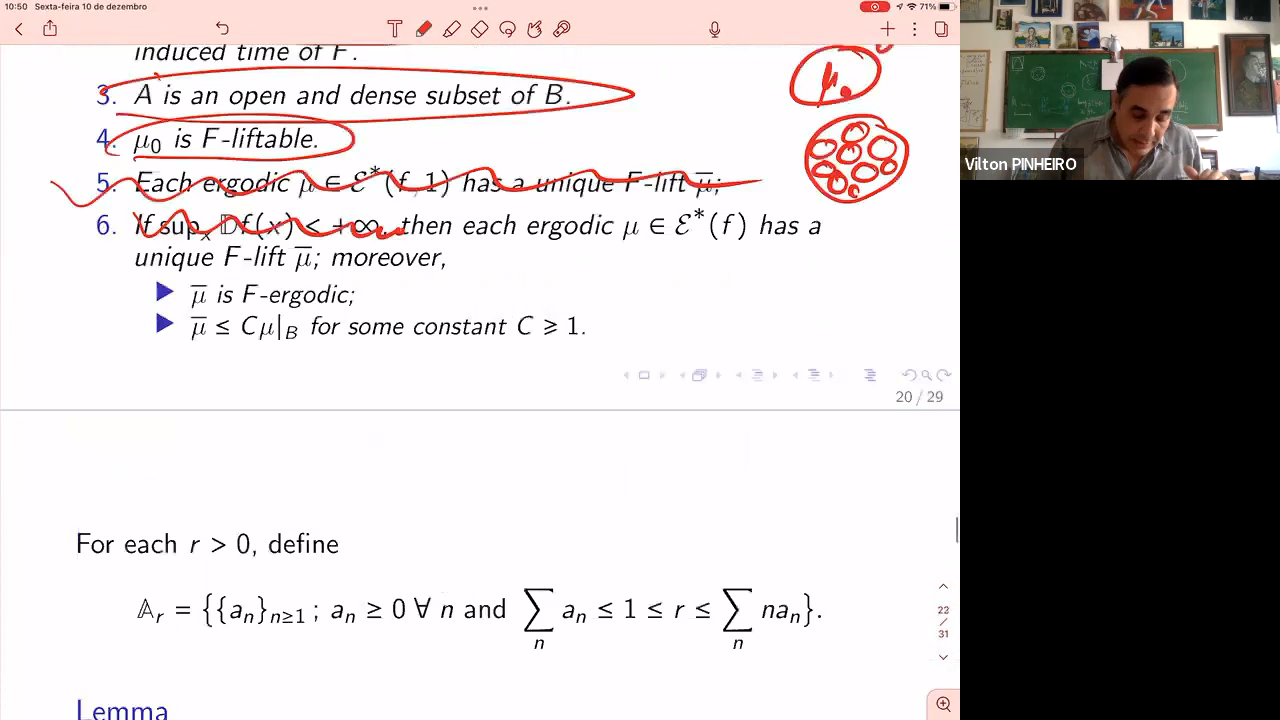 10:50 Sexta-feira 10 de dezembro
71%
induced time of F.
3. A is an open and dense subset of B.
μ
4. μ₀ is F-liftable.
Vilton PINHEIRO
5. Each ergodic μ ∈ ℰ*(f, 1) has a unique F-lift μ̅;
6. If supₓ 𝔻f(x) < +∞, then each ergodic μ ∈ ℰ*(f) has a
unique F-lift μ̅; moreover,
▶ μ̅ is F-ergodic;
▶ μ̅ ≤ Cμ|_B for some constant C ⩾ 1.
20 / 29
For each r > 0, define
𝔸ᵣ = {{aₙ}ₙ≥₁ ; aₙ ≥ 0 ∀ n and ∑ₙ aₙ ≤ 1 ≤ r ≤ ∑ₙ naₙ}.
22
/
31
Lemma